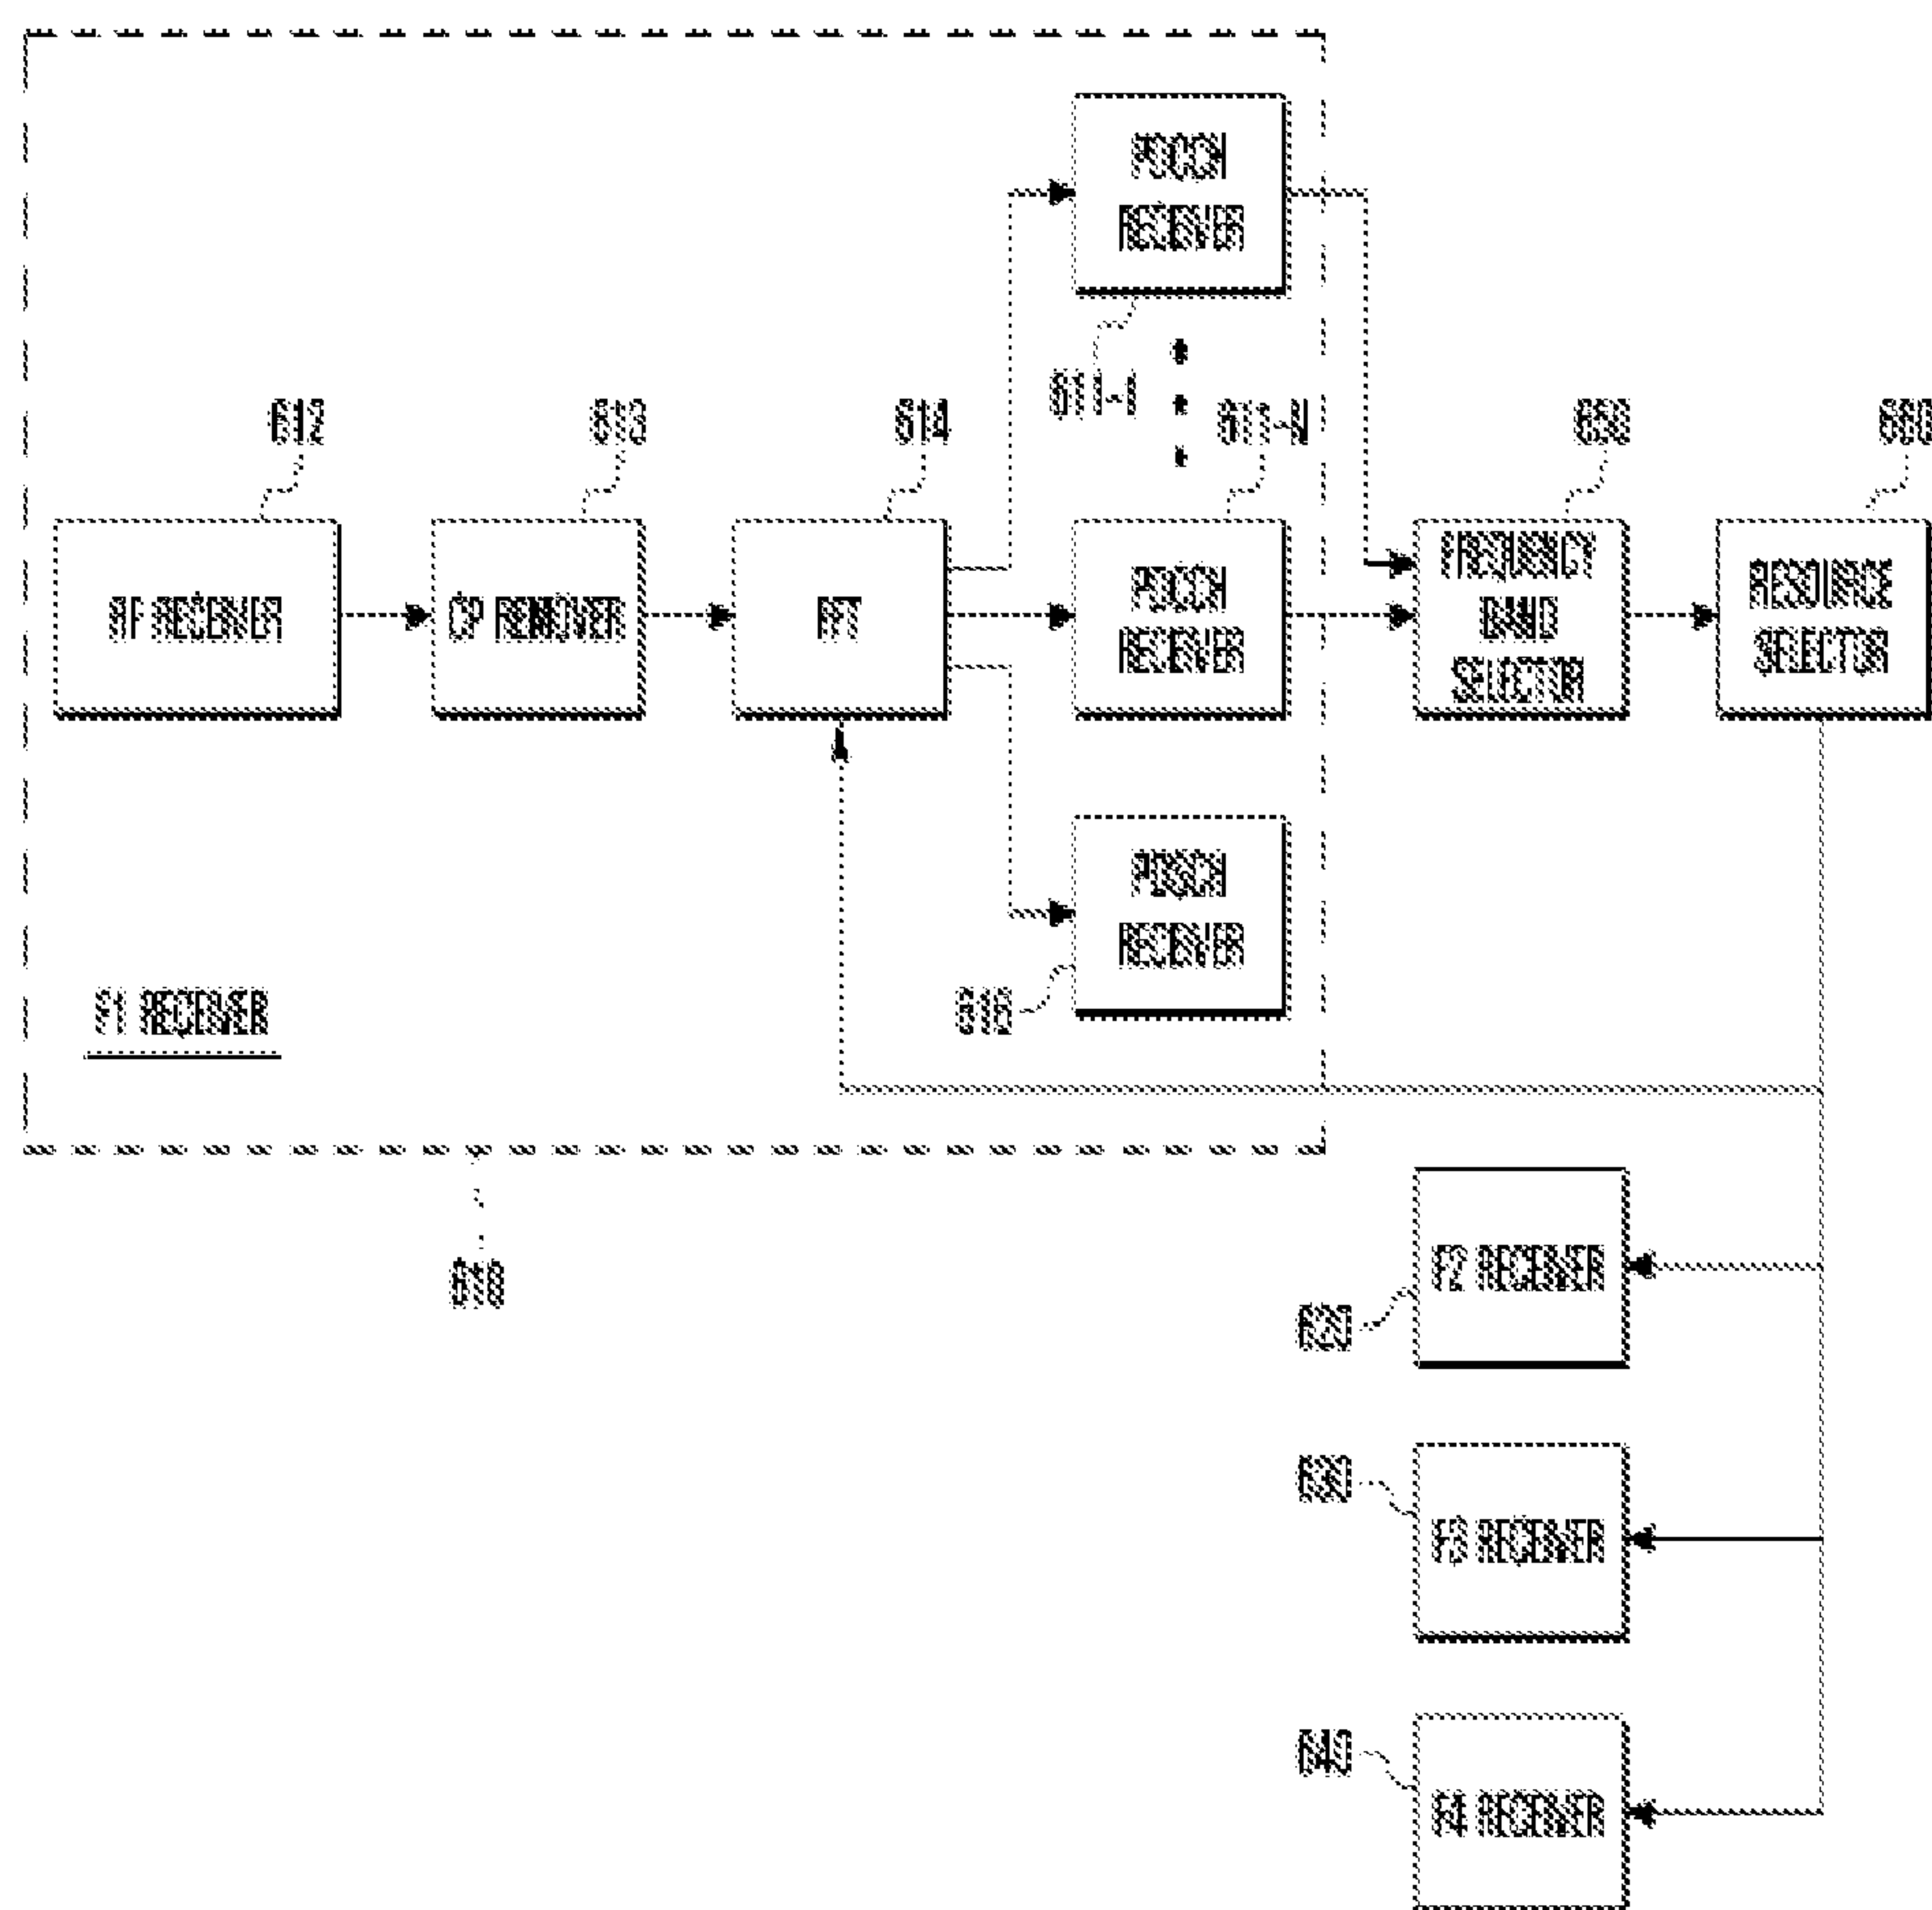 PDCCH
RECEIVER
611-1
612
613
614
611-N
650
660
RF RECEIVER
CP REMOVER
FFT
PDCCH
RECEIVER
FREQUENCY
BAND
SELECTOR
RESOURCE
SELECTOR
PDSCH
RECEIVER
F1 RECEIVER
610
F2 RECEIVER
620
630
F3 RECEIVER
640
F4 RECEIVER